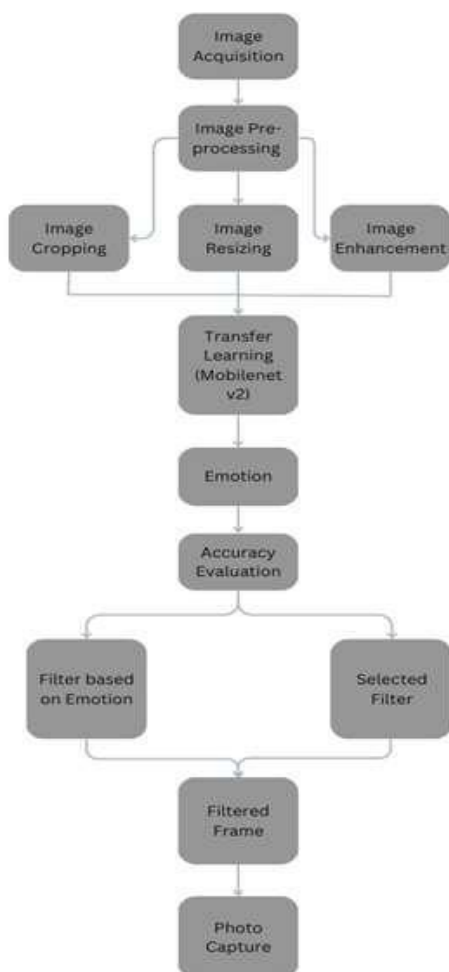 Image
Acquisition
Image Pre-
processing
Image
Cropping
Image
Resizing
Image
Enhancement
Transfer
Learning
(Mobilenet
v2)
Emotion
Accuracy
Evaluation
Filter based
on Emotion
Selected
Filter
Filtered
Frame
Photo
Capture